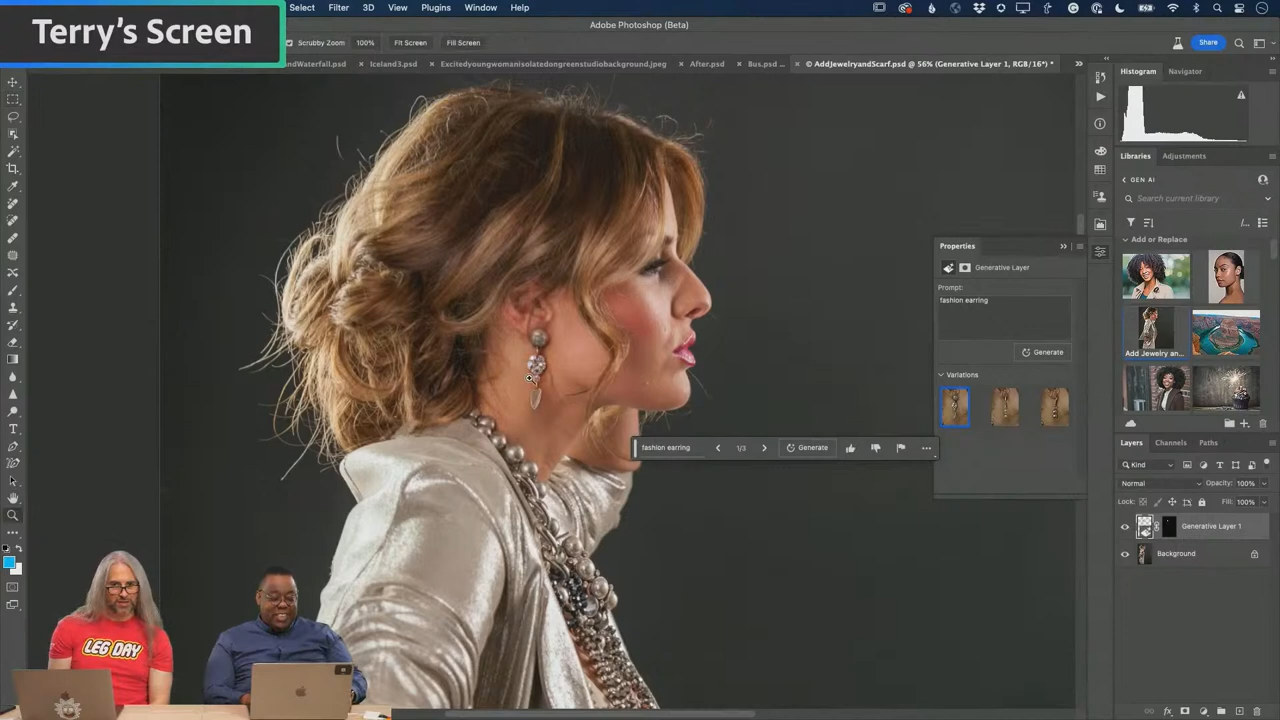 Terry's Screen
Select Filter 3D View Plugins Window Help
Adobe Photoshop (Beta)
Scrubby Zoom 100% Fit Screen Fill Screen
Share
ndWaterfall.psd × Iceland3.psd × Excitedyoungwomanisolatedongreenstudiobackground.jpeg × After.psd × Bus.psd ... × © AddJewelryandScarf.psd @ 56% (Generative Layer 1, RGB/16*) *
Histogram Navigator
Libraries Adjustments
GEN AI
Search current library
Add or Replace
Add Jewelry an...
Properties
Generative Layer
Prompt:
fashion earring
Generate
Variations
fashion earring 1/3 Generate
Layers Channels Paths
Kind
Normal Opacity: 100%
Lock: Fill: 100%
Generative Layer 1
Background
LEG DAY